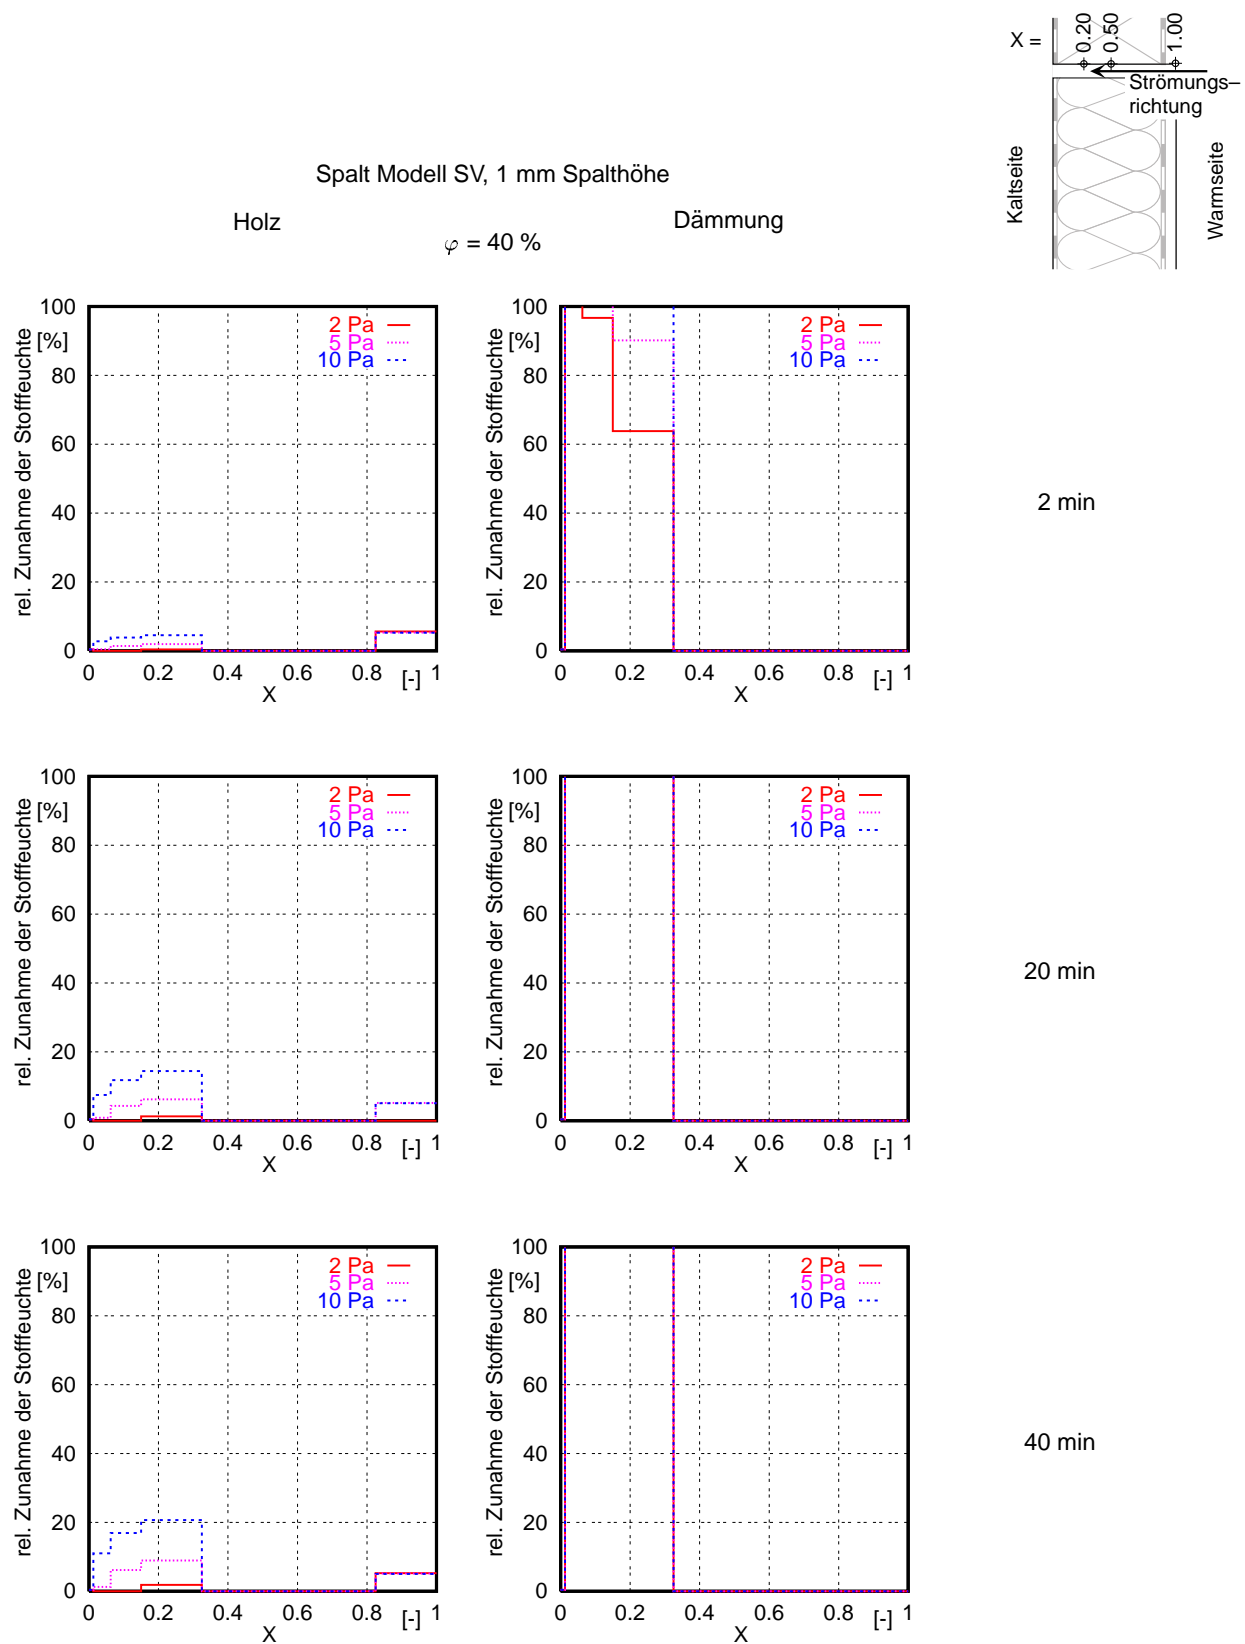 X =
0.20
0.50
1.00
Strömungs–
richtung
Kaltseite
Warmseite
Spalt Modell SV, 1 mm Spalthöhe
Holz
Dämmung
φ = 40 %
rel. Zunahme der Stofffeuchte
[%]
100
80
60
40
20
0
2 Pa
5 Pa
10 Pa
0 0.2 0.4 0.6 0.8 [-] 1
X
rel. Zunahme der Stofffeuchte
[%]
100
80
60
40
20
0
2 Pa
5 Pa
10 Pa
0 0.2 0.4 0.6 0.8 [-] 1
X
2 min
rel. Zunahme der Stofffeuchte
[%]
100
80
60
40
20
0
2 Pa
5 Pa
10 Pa
0 0.2 0.4 0.6 0.8 [-] 1
X
rel. Zunahme der Stofffeuchte
[%]
100
80
60
40
20
0
2 Pa
5 Pa
10 Pa
0 0.2 0.4 0.6 0.8 [-] 1
X
20 min
rel. Zunahme der Stofffeuchte
[%]
100
80
60
40
20
0
2 Pa
5 Pa
10 Pa
0 0.2 0.4 0.6 0.8 [-] 1
X
rel. Zunahme der Stofffeuchte
[%]
100
80
60
40
20
0
2 Pa
5 Pa
10 Pa
0 0.2 0.4 0.6 0.8 [-] 1
X
40 min